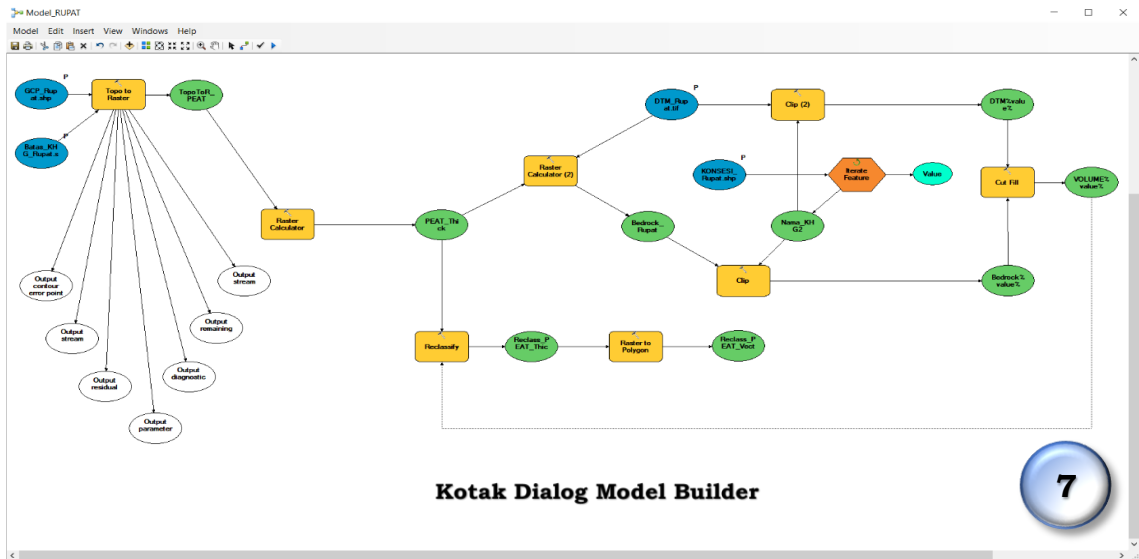 Model_RUPAT
Model Edit Insert View Windows Help
P
GCP_Rup
at.shp
Topo to
Raster
TopoToR_
PEAT
P
Batas_KH
G_Rupat.s
P
DTM_Rup
at.tif
Clip (2)
DTM%valu
e%
Raster
Calculator (2)
P
KONSESI_
Rupat.shp
Iterate
Feature
Value
Cut Fill
VOLUME%
value%
Raster
Calculator
PEAT_Thi
ck
Bedrock_
Rupat
Nama_KH
G2
Clip
Bedrock%
value%
Output
contour
error point
Output
stream
Output
stream
Output
remaining
Output
residual
Output
diagnostic
Output
parameter
Reclassify
Reclass_P
EAT_Thic
Raster to
Polygon
Reclass_P
EAT_Vect
Kotak Dialog Model Builder
7